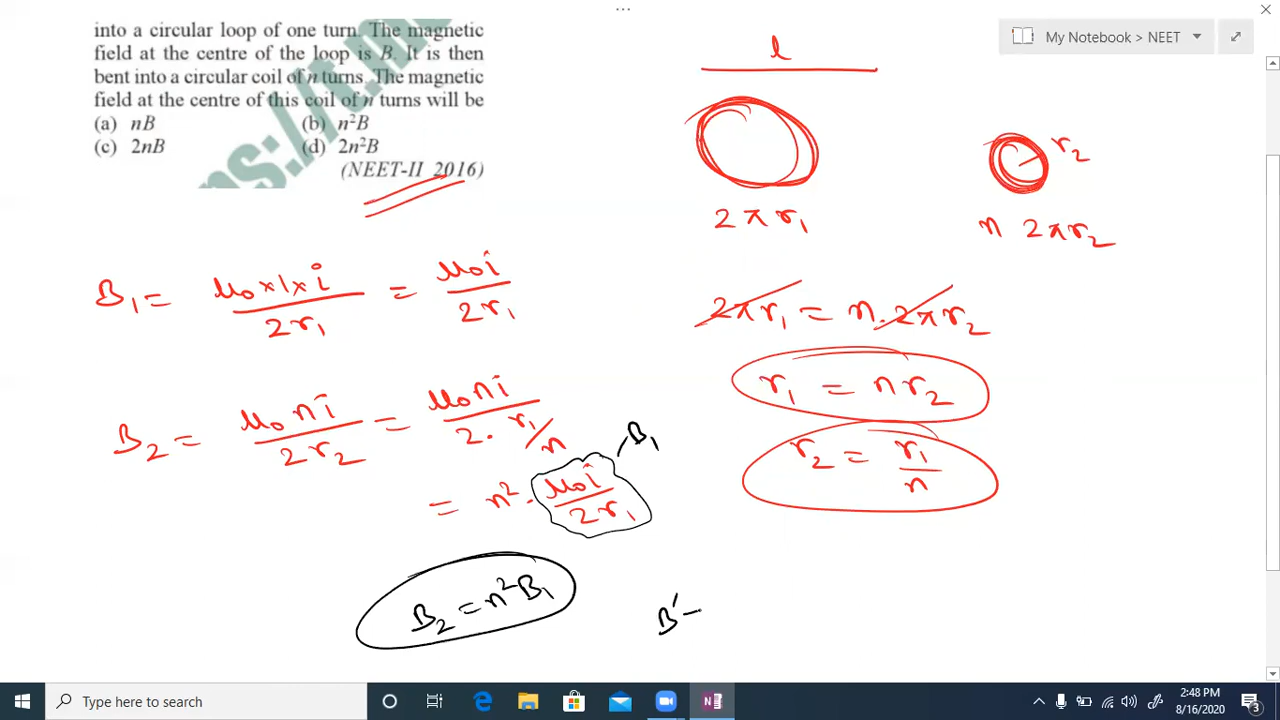 ...
My Notebook > NEET
into a circular loop of one turn. The magnetic
field at the centre of the loop is B. It is then
bent into a circular coil of n turns. The magnetic
field at the centre of this coil of n turns will be
(a) nB (b) n²B
(c) 2nB (d) 2n²B
(NEET-II 2016)
l
r₂
2πr₁
n 2πr₂
B₁ = μ₀×1×i / 2r₁ = μ₀i / 2r₁
2πr₁ = n.2πr₂
r₁ = nr₂
B₂ = μ₀ni / 2r₂ = μ₀ni / 2.r₁/n
r₂ = r₁/n
B₁
= n² . μ₀i / 2r₁
B₂ = n²B₁
B′–
Type here to search
N
2:48 PM
8/16/2020
3